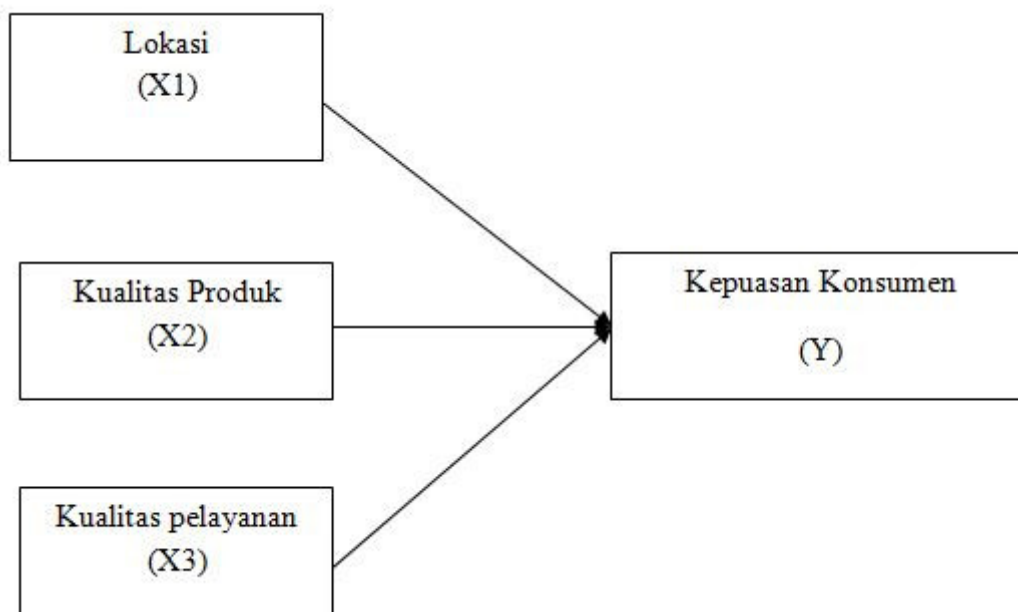 Lokasi
(X1)
Kualitas Produk
(X2)
Kepuasan Konsumen
(Y)
Kualitas pelayanan
(X3)